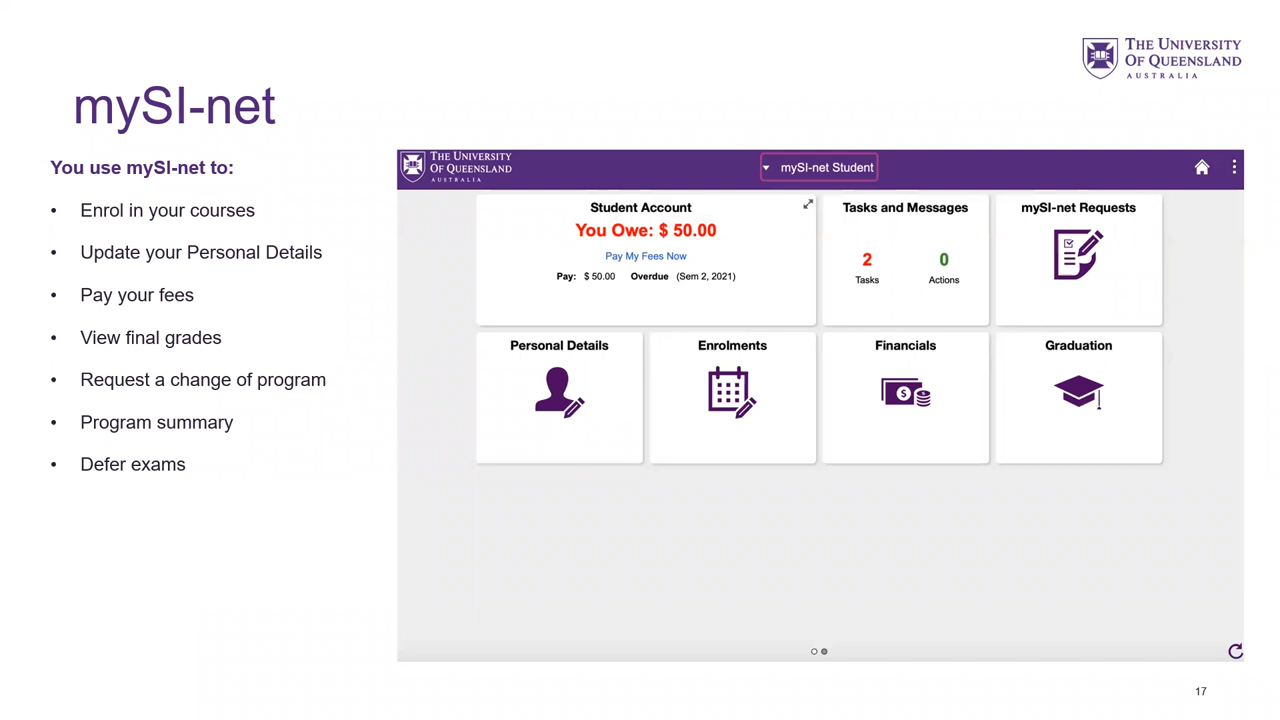 THE UNIVERSITY
OF QUEENSLAND
AUSTRALIA
mySI-net
You use mySI-net to:
• Enrol in your courses
• Update your Personal Details
• Pay your fees
• View final grades
• Request a change of program
• Program summary
• Defer exams
THE UNIVERSITY
OF QUEENSLAND
AUSTRALIA
mySI-net Student
Student Account
You Owe: $ 50.00
Pay My Fees Now
Pay: $ 50.00 Overdue (Sem 2, 2021)
Tasks and Messages
2 0
Tasks Actions
mySI-net Requests
Personal Details
Enrolments
Financials
Graduation
17